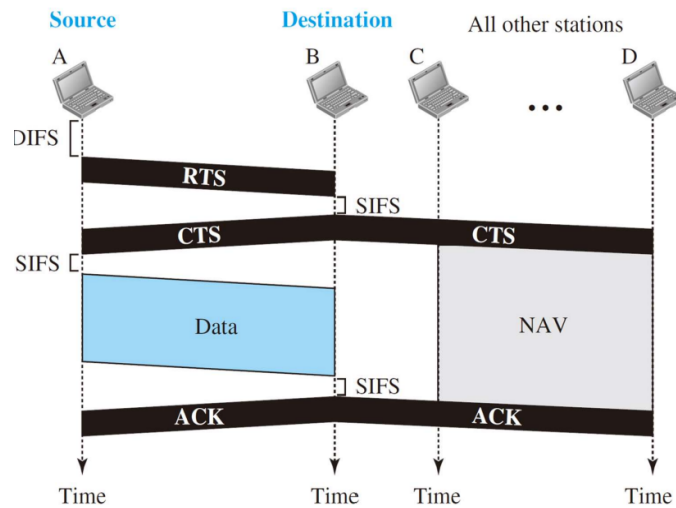 Source Destination All other stations
A B C D
...
DIFS
RTS
SIFS
CTS CTS
SIFS
Data NAV
SIFS
ACK ACK
Time Time Time Time